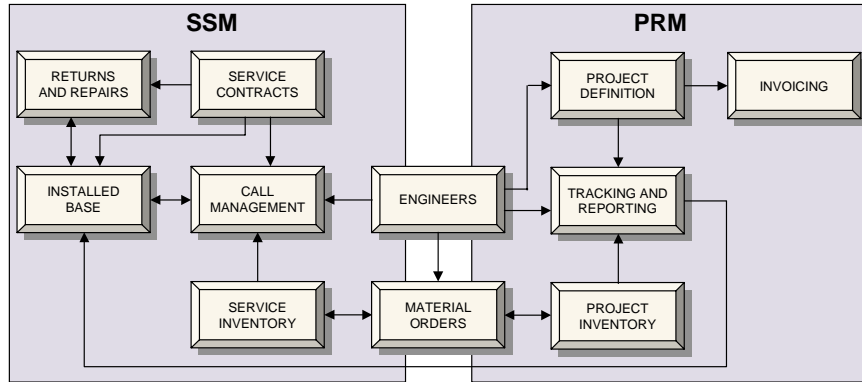 SSM
PRM
RETURNS
AND REPAIRS
SERVICE
CONTRACTS
PROJECT
DEFINITION
INVOICING
INSTALLED
BASE
CALL
MANAGEMENT
ENGINEERS
TRACKING AND
REPORTING
SERVICE
INVENTORY
MATERIAL
ORDERS
PROJECT
INVENTORY